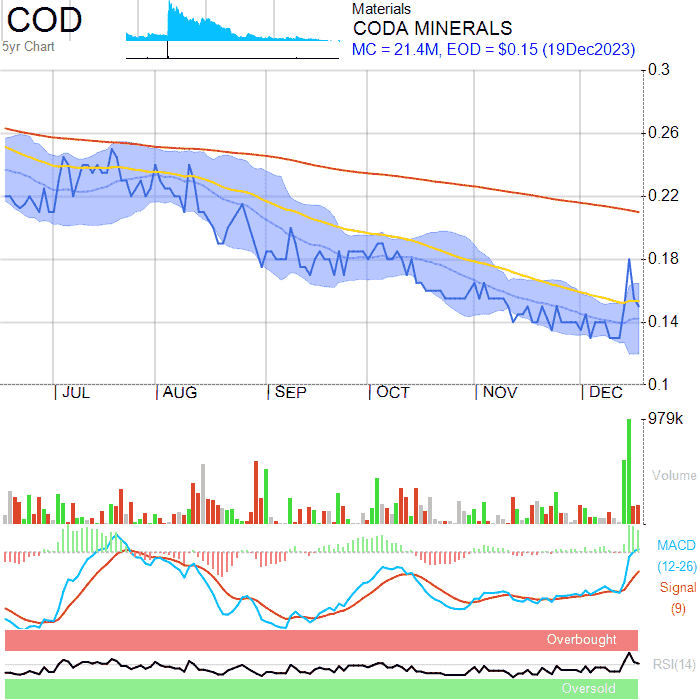 COD
5yr Chart
Materials
CODA MINERALS
MC = 21.4M, EOD = $0.15 (19Dec2023)
0.3
0.26
0.22
0.18
0.14
0.1
JUL AUG SEP OCT NOV DEC
979k
Volume
MACD
(12-26)
Signal
(9)
Overbought
RSI(14)
Oversold